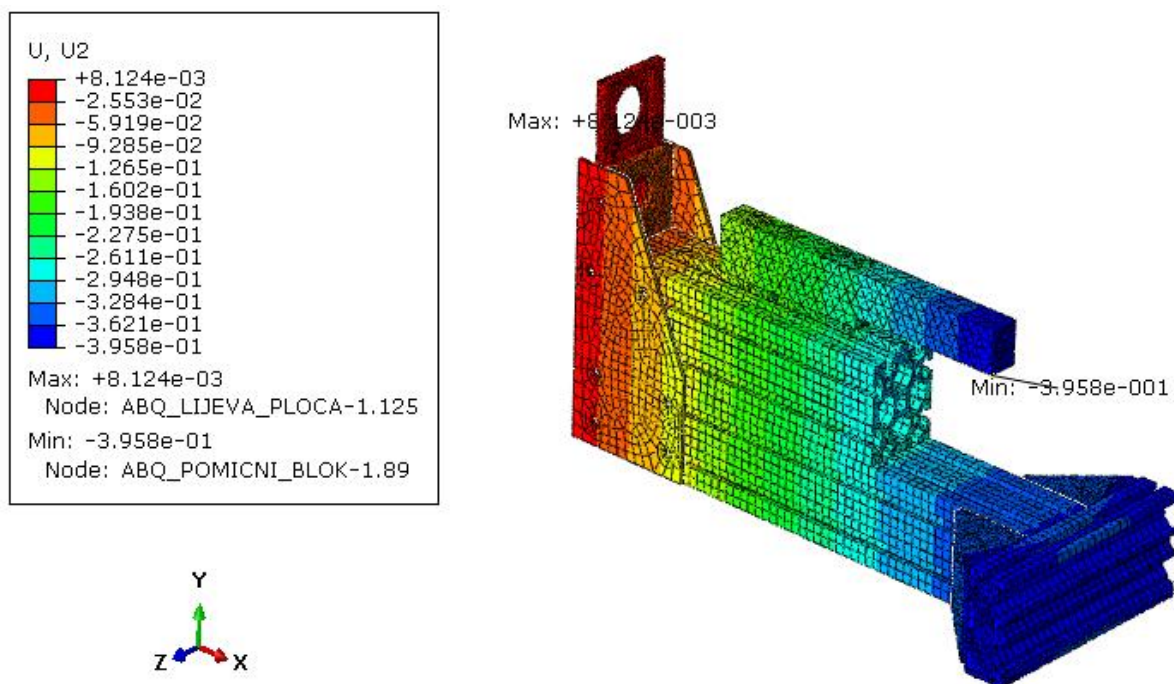 U, U2
+8.124e-03
-2.553e-02
-5.919e-02
-9.285e-02
-1.265e-01
-1.602e-01
-1.938e-01
-2.275e-01
-2.611e-01
-2.948e-01
-3.284e-01
-3.621e-01
-3.958e-01
Max: +8.124e-03
Node: ABQ_LIJEVA_PLOCA-1.125
Min: -3.958e-01
Node: ABQ_POMICNI_BLOK-1.89
Max: +8.124e-003
Min: -3.958e-001
Y
Z
X